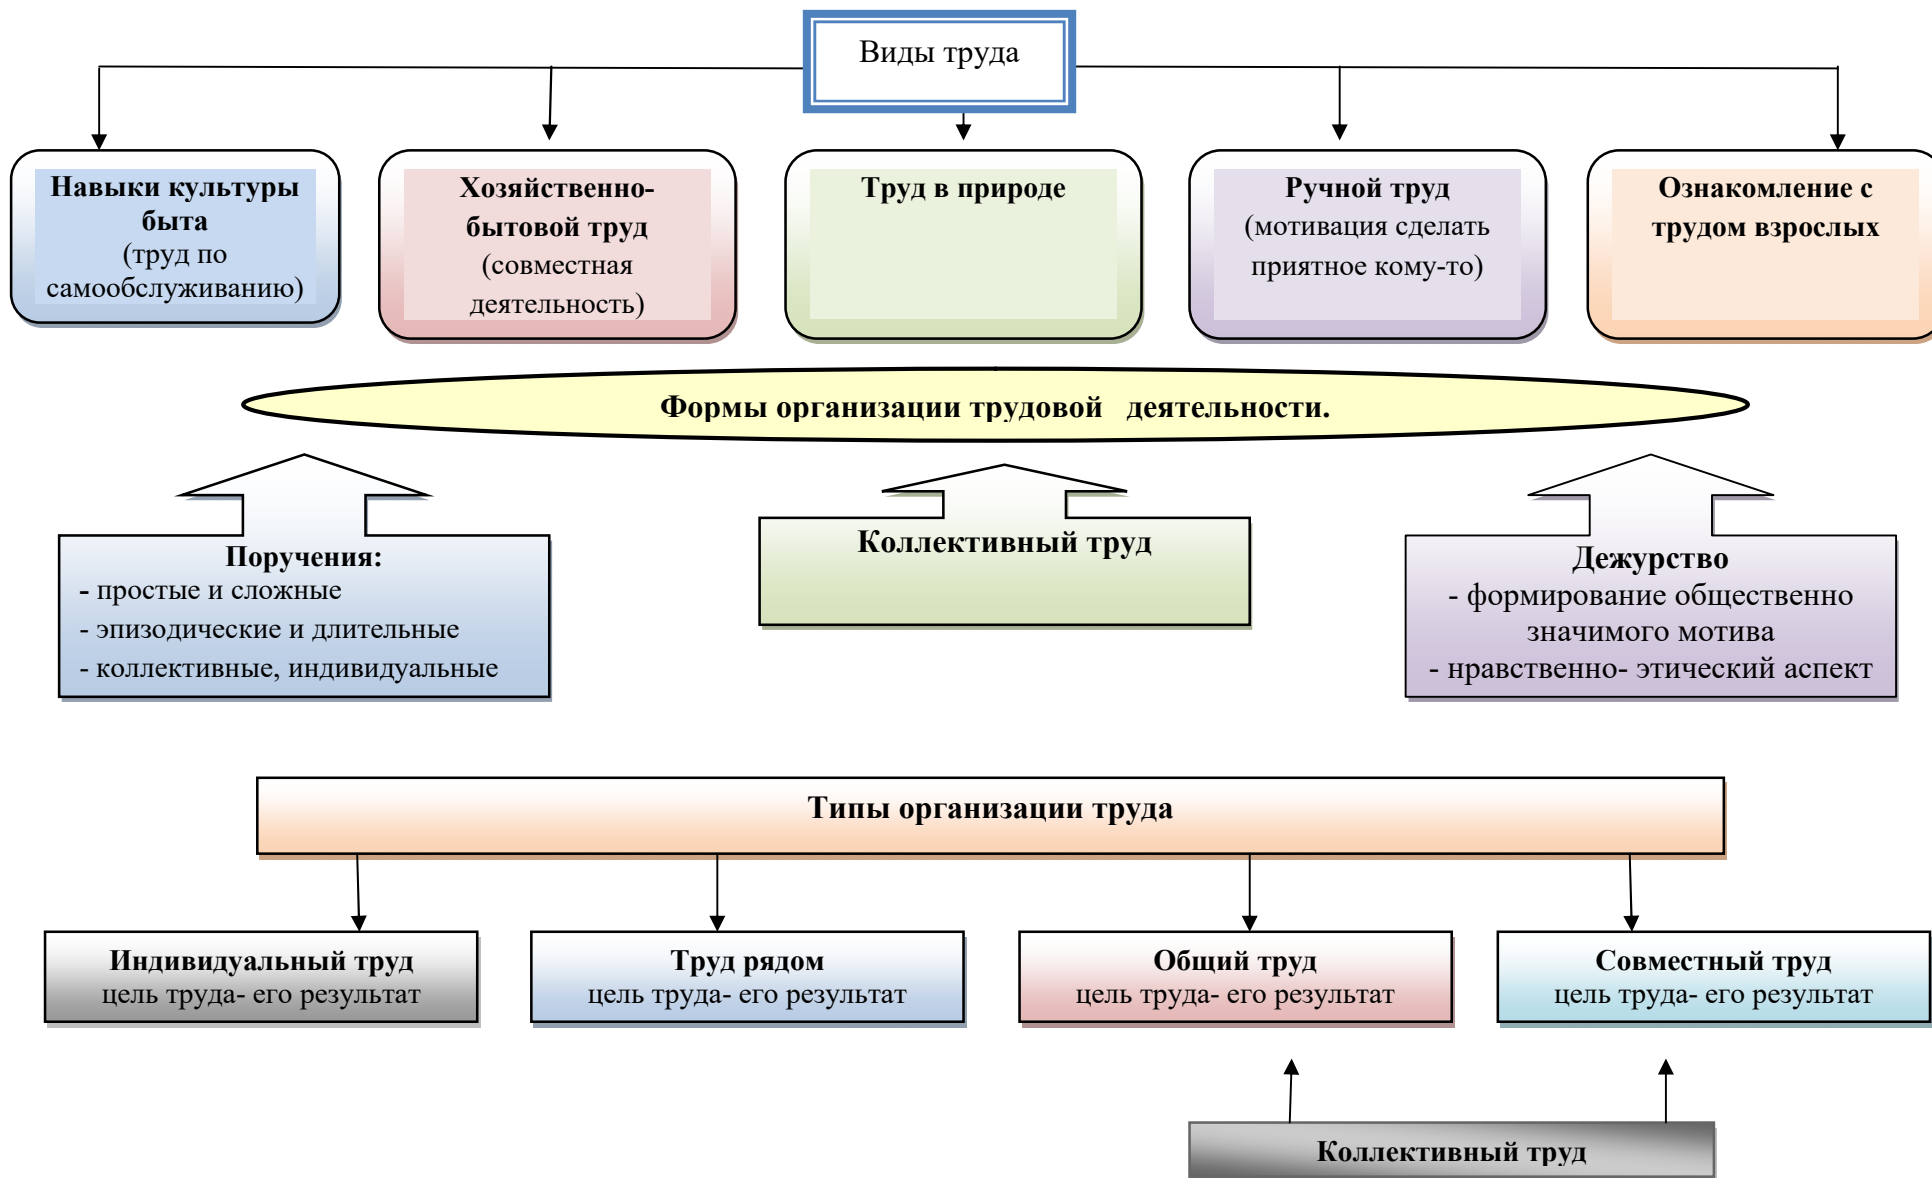 Виды труда
Навыки культуры
быта
(труд по
самообслуживанию)
Хозяйственно-
бытовой труд
(совместная
деятельность)
Труд в природе
Ручной труд
(мотивация сделать
приятное кому-то)
Ознакомление с
трудом взрослых
Формы организации трудовой деятельности.
Поручения:
- простые и сложные
- эпизодические и длительные
- коллективные, индивидуальные
Коллективный труд
Дежурство
- формирование общественно
значимого мотива
- нравственно- этический аспект
Типы организации труда
Индивидуальный труд
цель труда- его результат
Труд рядом
цель труда- его результат
Общий труд
цель труда- его результат
Совместный труд
цель труда- его результат
Коллективный труд